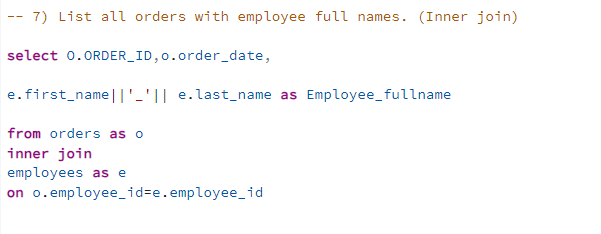 -- 7) List all orders with employee full names. (Inner join)
select O.ORDER_ID,o.order_date,
e.first_name||'_'|| e.last_name as Employee_fullname
from orders as o
inner join
employees as e
on o.employee_id=e.employee_id